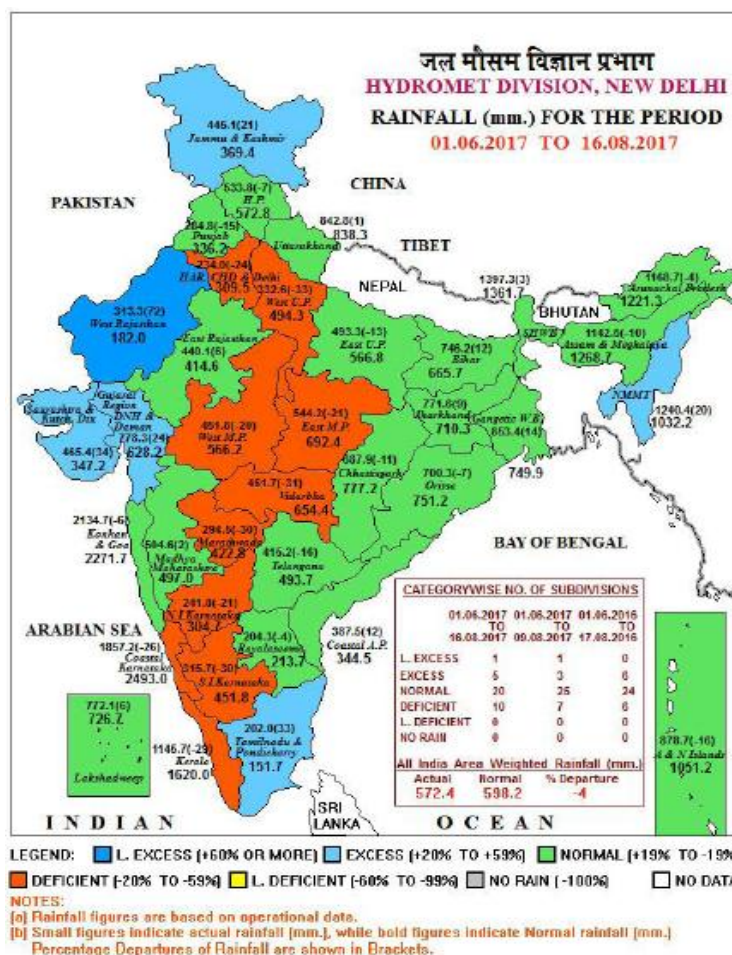 जल मौसम विज्ञान प्रभाग
HYDROMET DIVISION, NEW DELHI
RAINFALL (mm.) FOR THE PERIOD
01.06.2017 TO 16.08.2017
Jammu & Kashmir
369.4
PAKISTAN
CHINA
533.8(-7)
H.P.
572.8
Punjab
336.2
Uttarakhand
842.8(1)
838.3
TIBET
HAR. CHD & Delhi
309.5
332.6(-33)
West U.P.
494.3
NEPAL
1397.3(3)
1361.7
BHUTAN
1168.7(-4)
Arunachal Pradesh
1221.3
313.3(72)
West Rajasthan
182.0
East Rajasthan
440.1(6)
414.6
493.3(-13)
East U.P.
566.8
746.2(12)
Bihar
665.7
SHWB
1142.6(-10)
Assam & Meghalaya
1268.7
NMMT
1240.4(20)
1032.2
Saurashtra &
Kutch, Diu
465.4(34)
347.2
Gujarat
Region
DNH &
Daman
778.3(24)
628.2
West M.P.
566.2
544.2(-21)
East M.P.
692.4
771.6(9)
Jharkhand
710.3
Gangetic W.B.
863.4(14)
749.9
687.9(-11)
Chhattisgarh
777.2
700.3(-7)
Orissa
751.2
451.7(-31)
Vidarbha
654.4
2134.7(-6)
Konkan
& Goa
2271.7
504.6(2)
Madhya
Maharashtra
497.0
294.5(-30)
Marathwada
422.8
415.2(-16)
Telangana
493.7
BAY OF BENGAL
ARABIAN SEA
241.8(-21)
N.I.Karnataka
304.7
204.3(-4)
Rayalaseema
213.7
387.5(12)
Coastal A.P.
344.5
1857.2(-26)
Coastal
Karnataka
2493.0
315.7(-30)
S.I.Karnataka
451.8
772.1(6)
726.7
Lakshadweep
1146.7(-29)
Kerala
1620.0
202.0(33)
Tamilnadu &
Pondicherry
151.7
SRI
LANKA
878.7(-16)
A & N Islands
1051.2
CATEGORYWISE NO. OF SUBDIVISIONS
01.06.2017 01.06.2017 01.06.2016
TO TO TO
16.08.2017 09.08.2017 17.08.2016
L. EXCESS 1 1 0
EXCESS 5 3 6
NORMAL 20 25 24
DEFICIENT 10 7 6
L. DEFICIENT 0 0 0
NO RAIN 0 0 0
All India Area Weighted Rainfall (mm.)
Actual Normal % Departure
572.4 598.2 -4
INDIAN OCEAN
LEGEND: L. EXCESS (+60% OR MORE) EXCESS (+20% TO +59%) NORMAL (+19% TO -19%
DEFICIENT (-20% TO -59%) L. DEFICIENT (-60% TO -99%) NO RAIN (-100%) NO DATA
NOTES:
(a) Rainfall figures are based on operational data.
(b) Small figures indicate actual rainfall (mm.), while bold figures indicate Normal rainfall (mm.)
Percentage Departures of Rainfall are shown in Brackets.